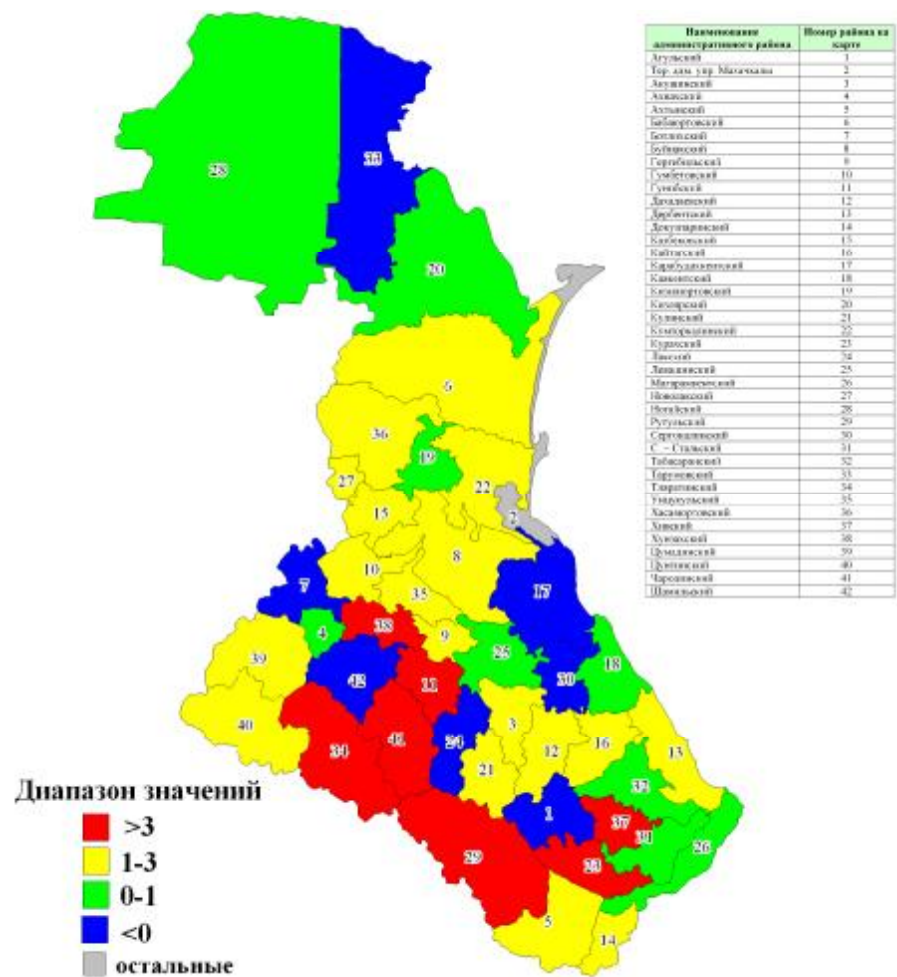 Наименование административного района Номер района на карте
Агульский 1
Тер. адм. упр. Махачкалы 2
Акушинский 3
Ахвахский 4
Ахтынский 5
Бабаюртовский 6
Ботлихский 7
Буйнакский 8
Гергебильский 9
Гумбетовский 10
Гунибский 11
Дахадаевский 12
Дербентский 13
Докузпаринский 14
Казбековский 15
Кайтагский 16
Карабудахкентский 17
Каякентский 18
Кизилюртовский 19
Кизлярский 20
Кулинский 21
Кумторкалинский 22
Курахский 23
Лакский 24
Левашинский 25
Магарамкентский 26
Новолакский 27
Ногайский 28
Рутульский 29
Сергокалинский 30
С. – Стальский 31
Табасаранский 32
Тарумовский 33
Тляратинский 34
Унцукульский 35
Хасавюртовский 36
Хивский 37
Хунзахский 38
Цумадинский 39
Цунтинский 40
Чародинский 41
Шамильский 42
33
28
20
6
36
19
27
22
15
2
8
10
7
35
17
4
38
9
25
39
18
42
11
30
40
34
41
24
3
12
16
13
21
32
1
37
31
26
29
23
5
14
Диапазон значений
>3
1-3
0-1
<0
остальные